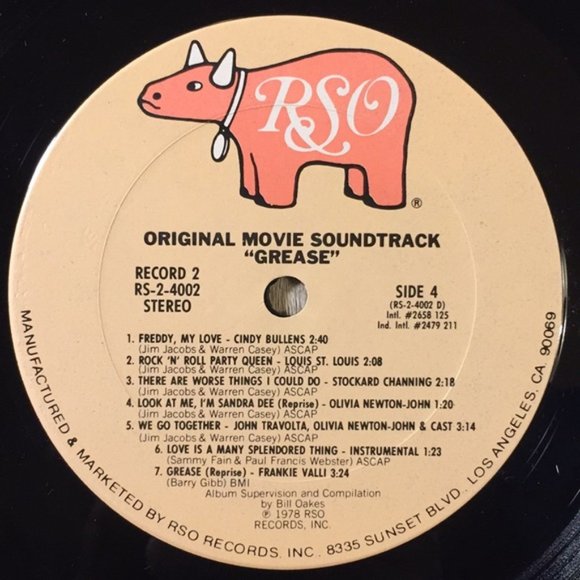 RSO
®
ORIGINAL MOVIE SOUNDTRACK
"GREASE"
RECORD 2
RS-2-4002
STEREO
SIDE 4
(RS-2-4002 D)
Intl. #2658 125
Ind. Intl. #2479 211
1. FREDDY, MY LOVE - CINDY BULLENS 2:40
(Jim Jacobs & Warren Casey) ASCAP
2. ROCK 'N' ROLL PARTY QUEEN - LOUIS ST. LOUIS 2:08
(Jim Jacobs & Warren Casey) ASCAP
3. THERE ARE WORSE THINGS I COULD DO - STOCKARD CHANNING 2:18
(Jim Jacobs & Warren Casey) ASCAP
4. LOOK AT ME, I'M SANDRA DEE (Reprise) - OLIVIA NEWTON-JOHN 1:20
(Jim Jacobs & Warren Casey) ASCAP
5. WE GO TOGETHER - JOHN TRAVOLTA, OLIVIA NEWTON-JOHN & CAST 3:14
(Jim Jacobs & Warren Casey) ASCAP
6. LOVE IS A MANY SPLENDORED THING - INSTRUMENTAL 1:23
(Sammy Fain & Paul Francis Webster) ASCAP
7. GREASE (Reprise) - FRANKIE VALLI 3:24
(Barry Gibb) BMI
Album Supervision and Compilation
by Bill Oakes
℗ 1978 RSO
RECORDS, INC.
MANUFACTURED & MARKETED BY RSO RECORDS, INC. 8335 SUNSET BLVD. LOS ANGELES, CA 90069